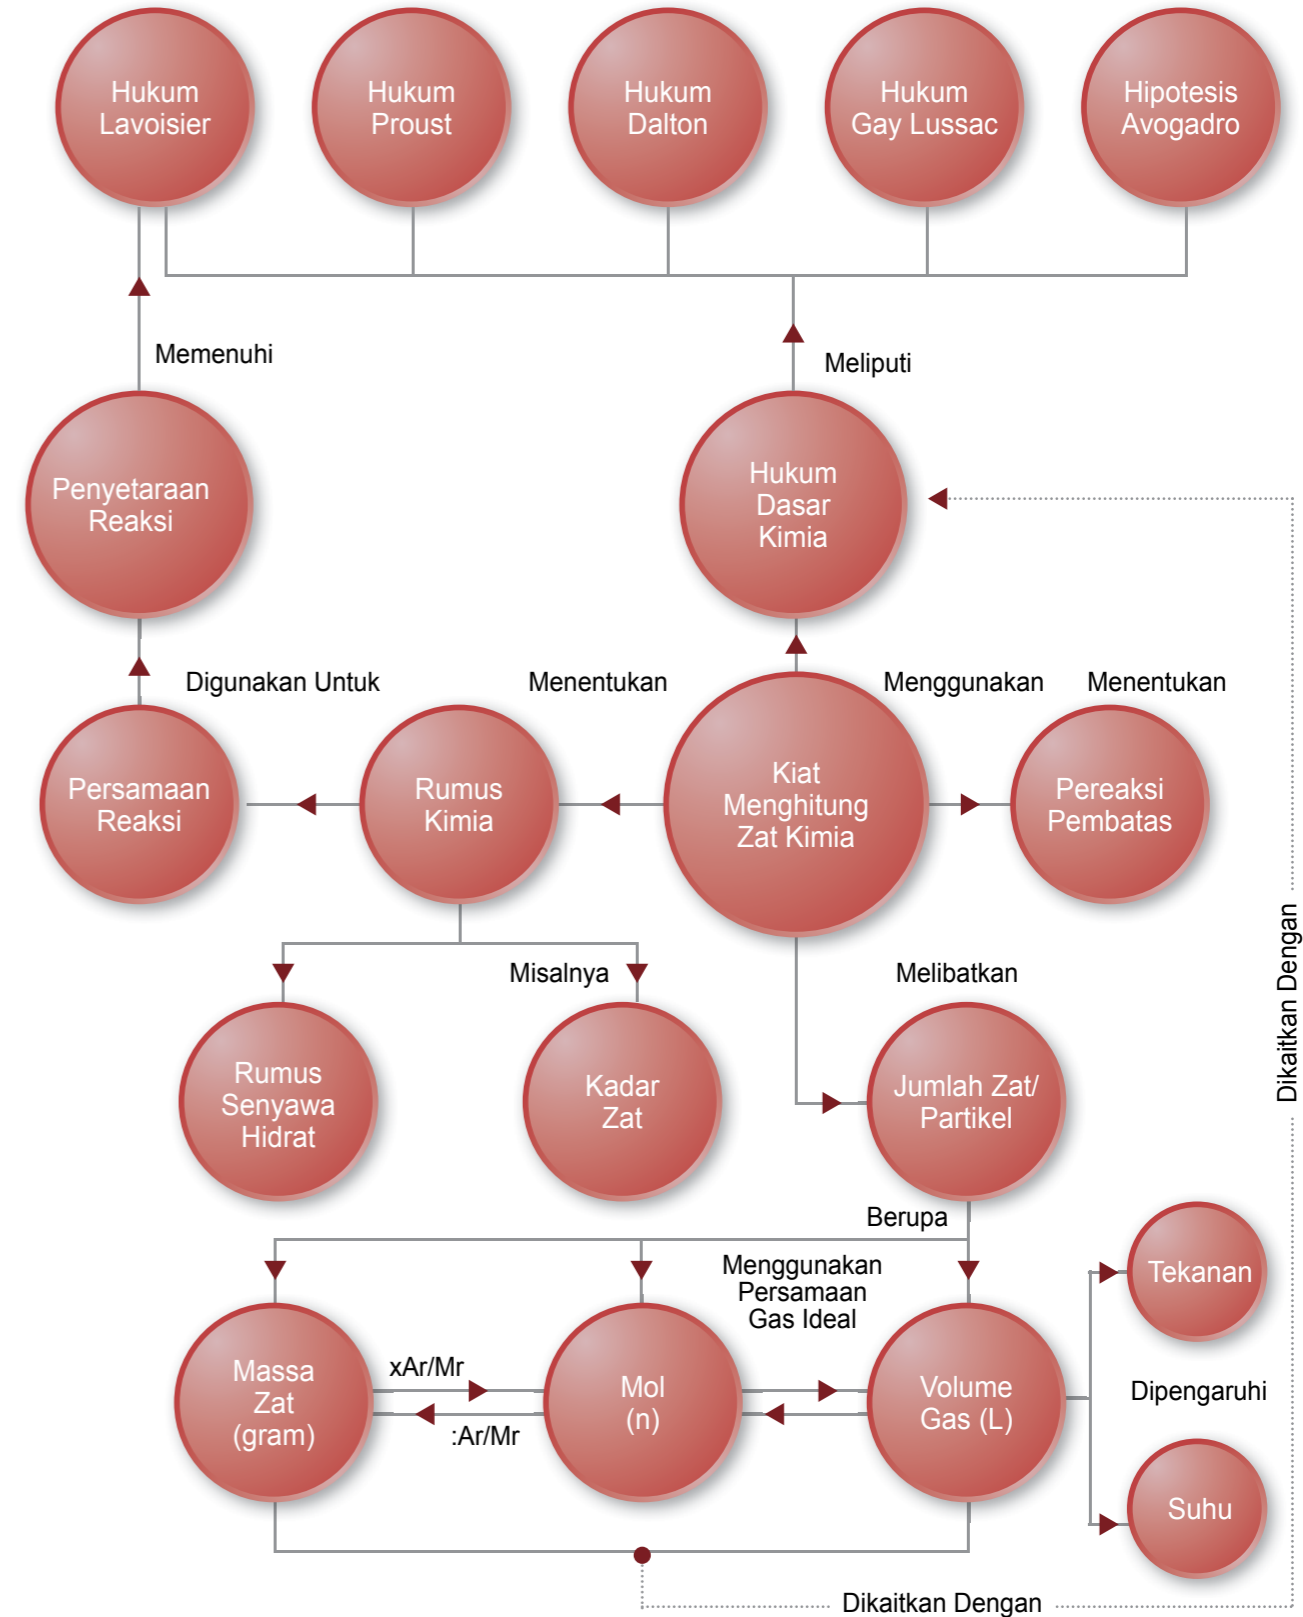 Hukum
Lavoisier
Hukum
Proust
Hukum
Dalton
Hukum
Gay Lussac
Hipotesis
Avogadro
Memenuhi
Meliputi
Penyetaraan
Reaksi
Hukum
Dasar
Kimia
Digunakan Untuk
Menentukan
Menggunakan
Menentukan
Persamaan
Reaksi
Rumus
Kimia
Kiat
Menghitung
Zat Kimia
Pereaksi
Pembatas
Dikaitkan Dengan
Misalnya
Melibatkan
Rumus
Senyawa
Hidrat
Kadar
Zat
Jumlah Zat/
Partikel
Berupa
Menggunakan
Persamaan
Gas Ideal
Tekanan
Massa
Zat
(gram)
xAr/Mr
:Ar/Mr
Mol
(n)
Volume
Gas (L)
Dipengaruhi
Suhu
Dikaitkan Dengan